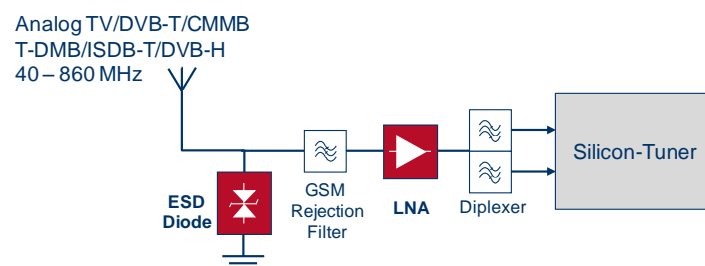 Analog TV/DVB-T/CMMB
T-DMB/ISDB-T/DVB-H
40 – 860 MHz
Silicon-Tuner
ESD
Diode
GSM
Rejection
Filter
LNA
Diplexer